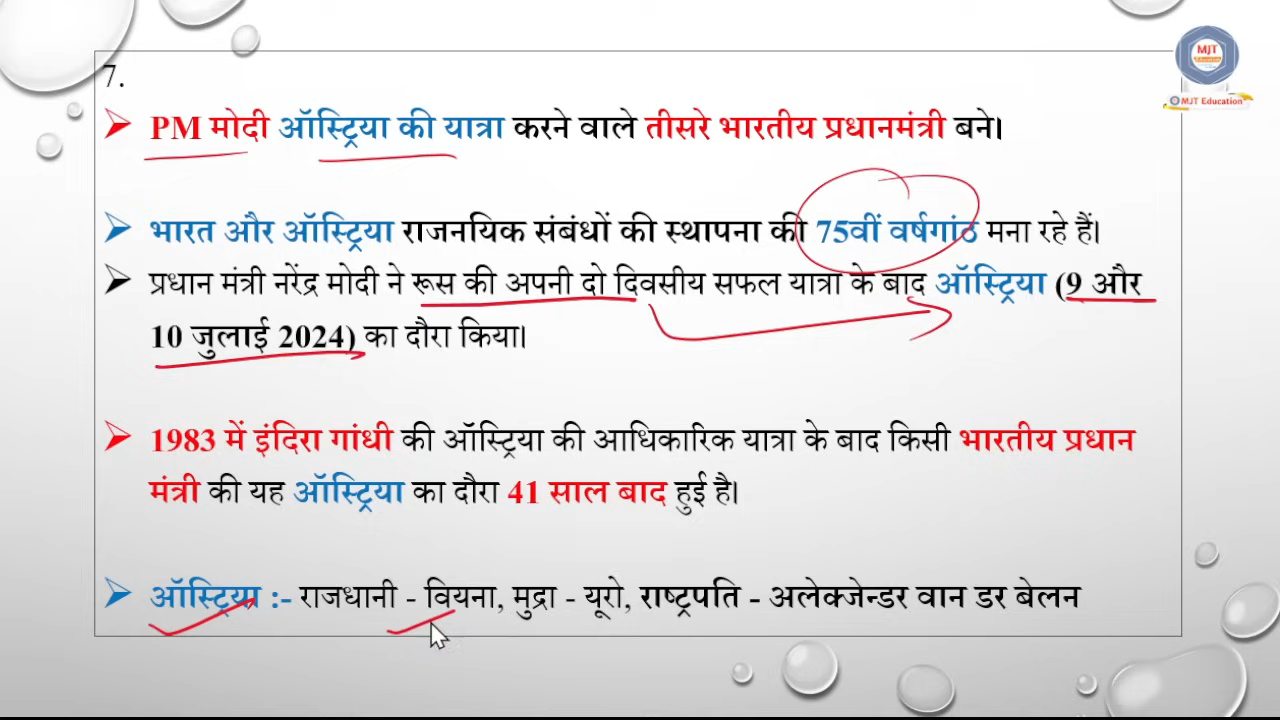 MJT
Education
MJT Education
7.
➢ PM मोदी ऑस्ट्रिया की यात्रा करने वाले तीसरे भारतीय प्रधानमंत्री बने।
➢ भारत और ऑस्ट्रिया राजनयिक संबंधों की स्थापना की 75वीं वर्षगांठ मना रहे हैं।
➢ प्रधान मंत्री नरेंद्र मोदी ने रूस की अपनी दो दिवसीय सफल यात्रा के बाद ऑस्ट्रिया (9 और
10 जुलाई 2024) का दौरा किया।
➢ 1983 में इंदिरा गांधी की ऑस्ट्रिया की आधिकारिक यात्रा के बाद किसी भारतीय प्रधान
मंत्री की यह ऑस्ट्रिया का दौरा 41 साल बाद हुई है।
➢ ऑस्ट्रिया :- राजधानी - वियना, मुद्रा - यूरो, राष्ट्रपति - अलेक्जेन्डर वान डर बेलन